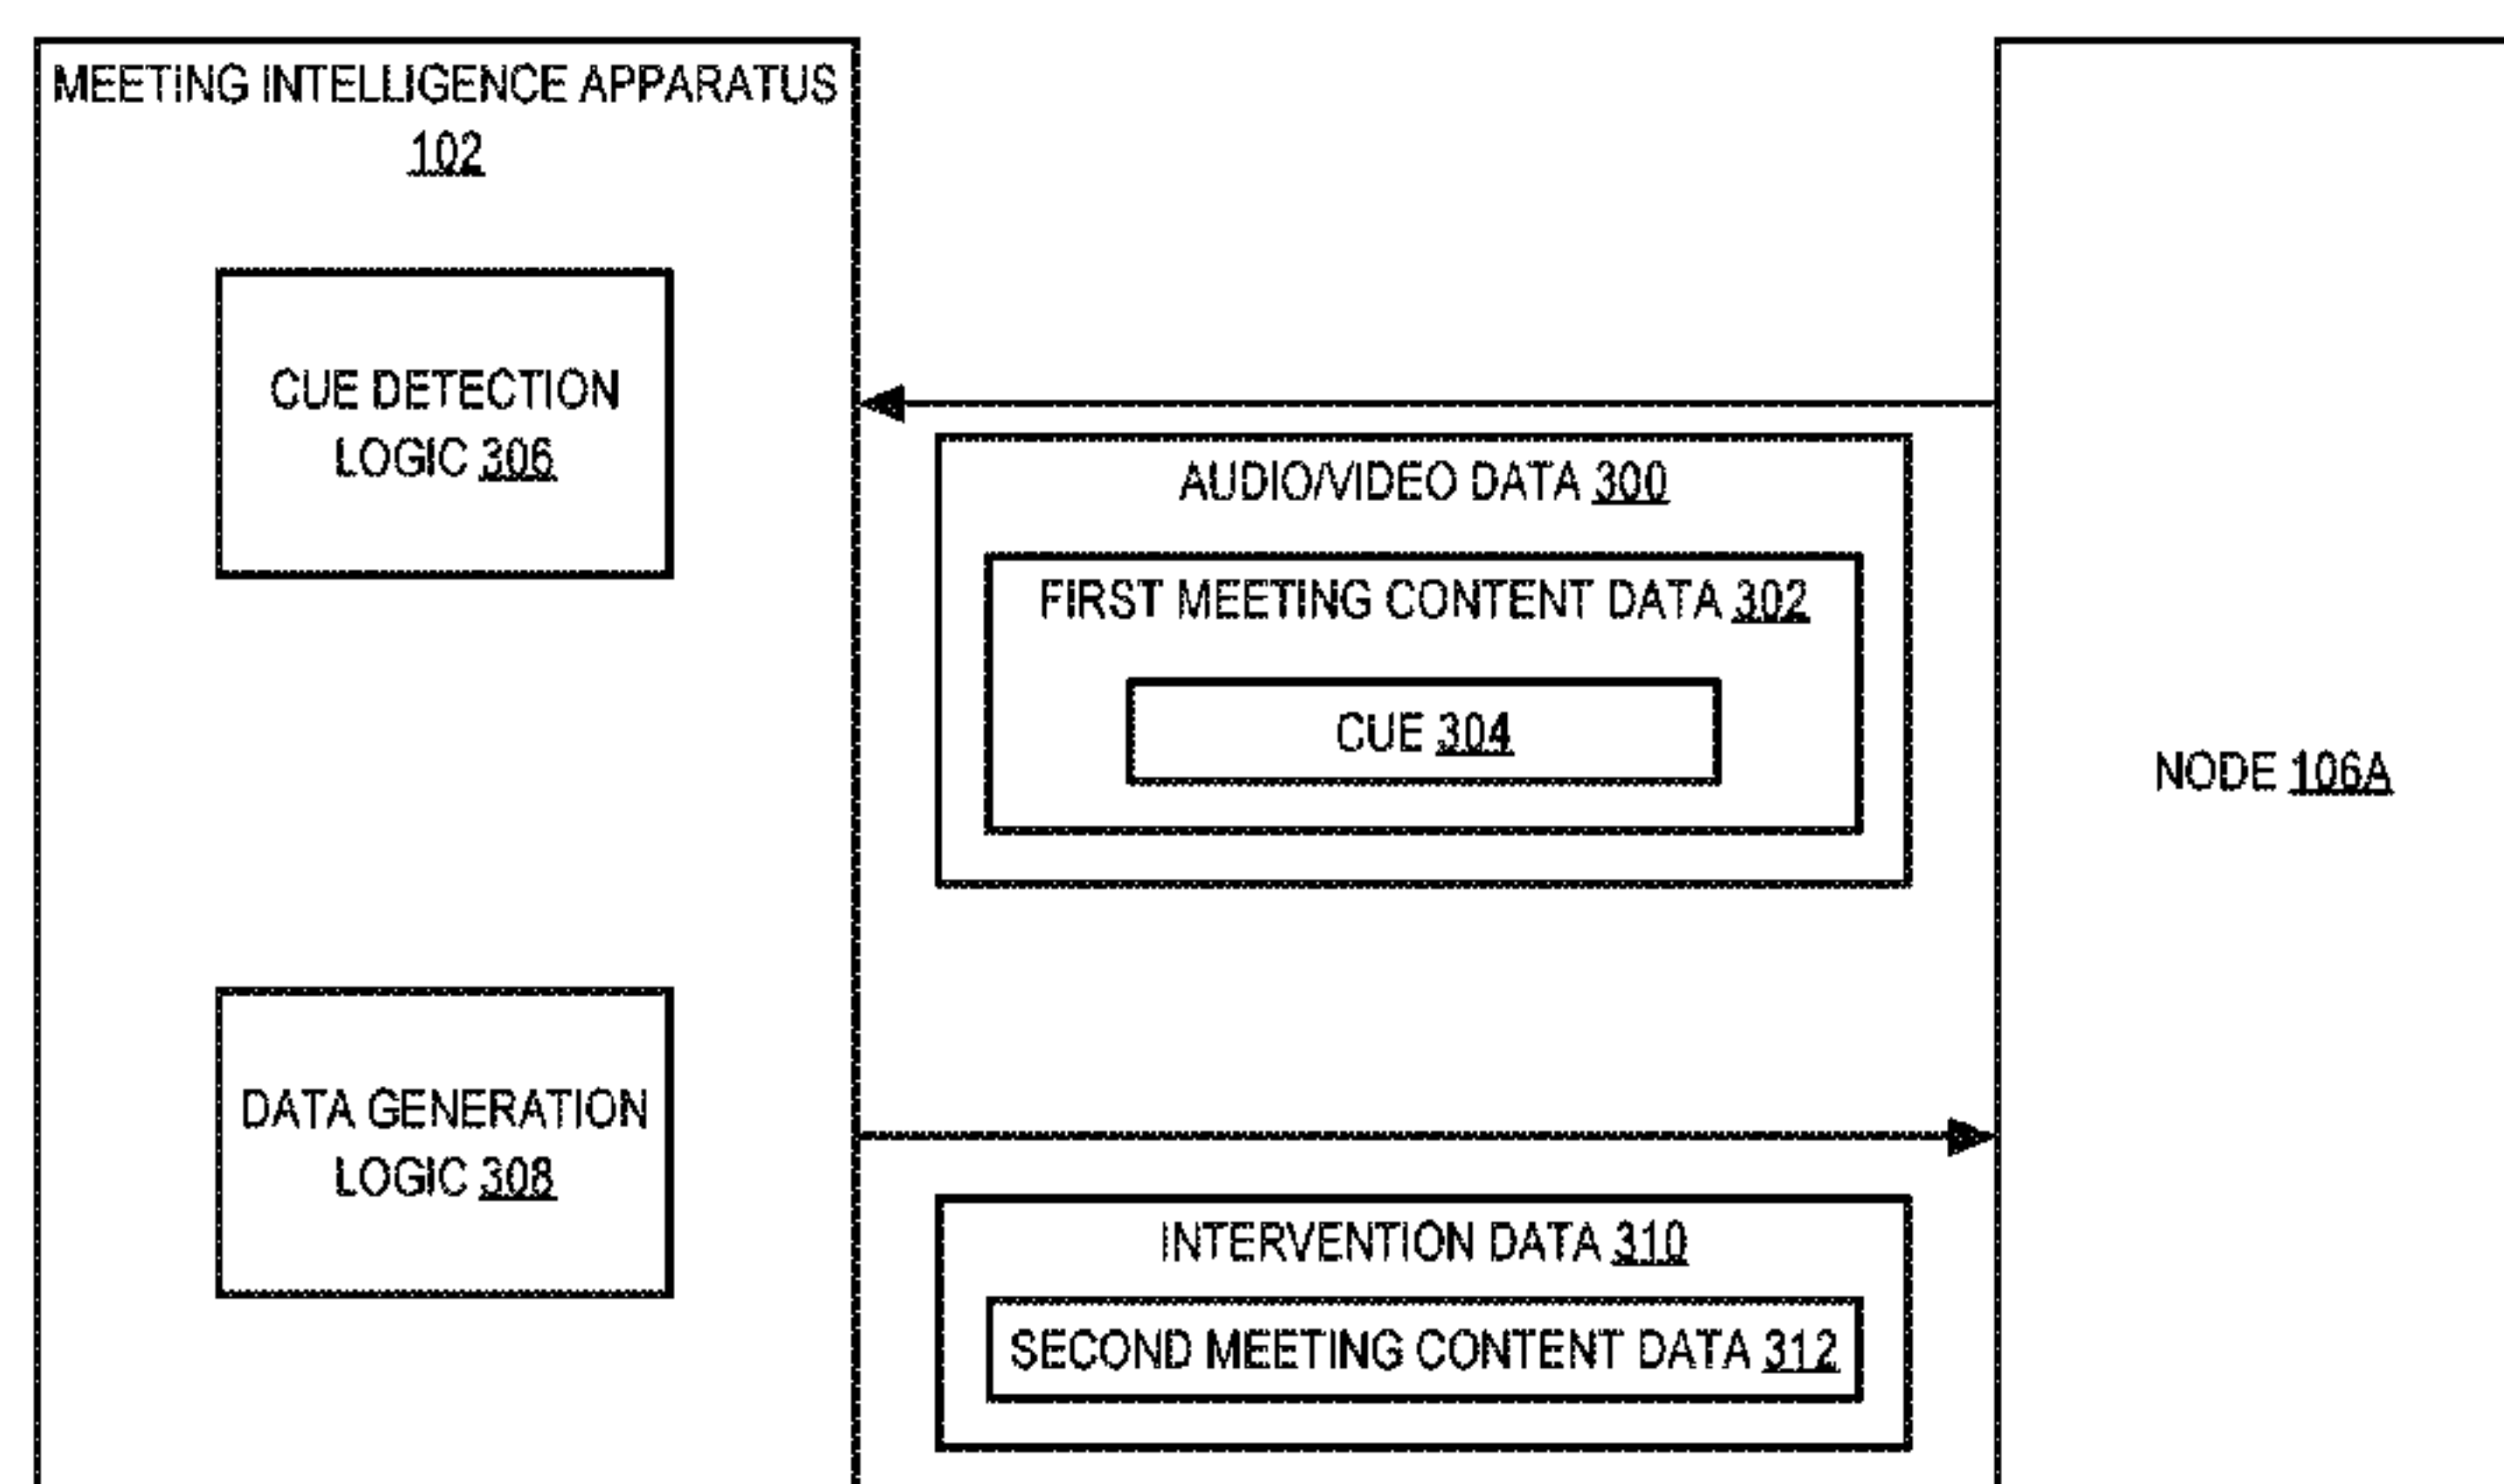 MEETING INTELLIGENCE APPARATUS
102
CUE DETECTION
LOGIC 306
AUDIO/VIDEO DATA 300
FIRST MEETING CONTENT DATA 302
CUE 304
NODE 106A
DATA GENERATION
LOGIC 308
INTERVENTION DATA 310
SECOND MEETING CONTENT DATA 312